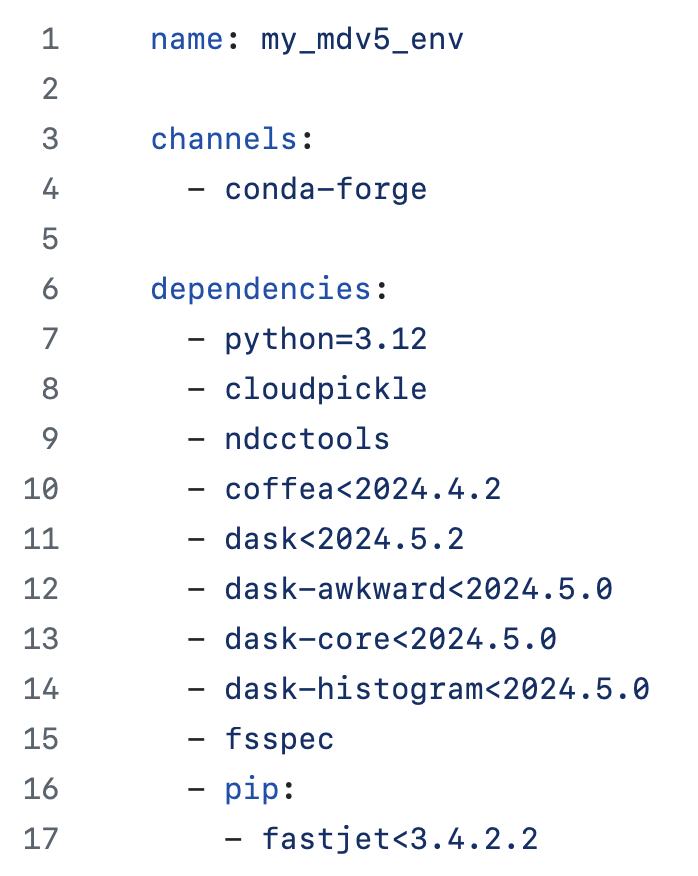 1 name: my_mdv5_env
2
3 channels:
4 - conda-forge
5
6 dependencies:
7 - python=3.12
8 - cloudpickle
9 - ndcctools
10 - coffea<2024.4.2
11 - dask<2024.5.2
12 - dask-awkward<2024.5.0
13 - dask-core<2024.5.0
14 - dask-histogram<2024.5.0
15 - fsspec
16 - pip:
17 - fastjet<3.4.2.2